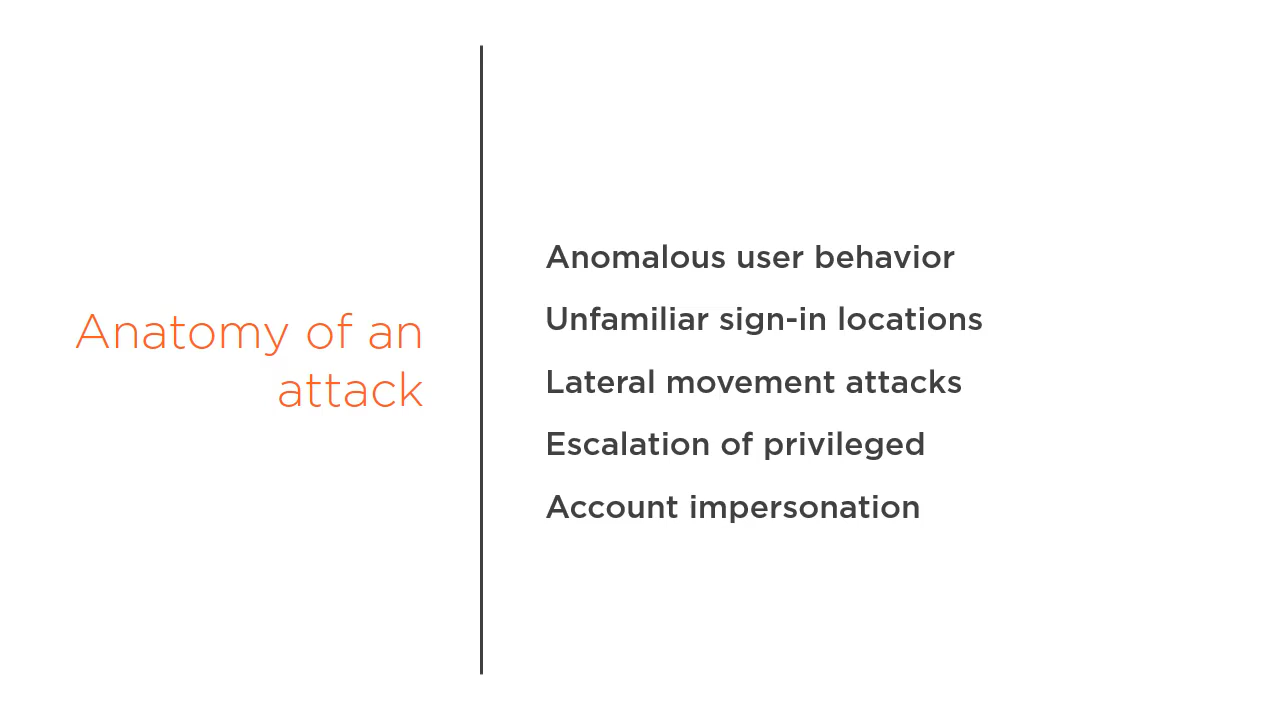 Anatomy of an
attack
Anomalous user behavior
Unfamiliar sign-in locations
Lateral movement attacks
Escalation of privileged
Account impersonation